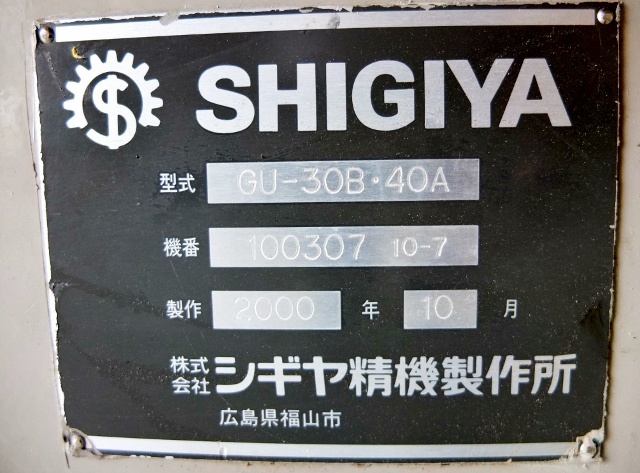 SHIGIYA
型式 GU-30B・40A
機番 100307 10-7
製作 2000 年 10 月
株式会社 シギヤ精機製作所
広島県福山市